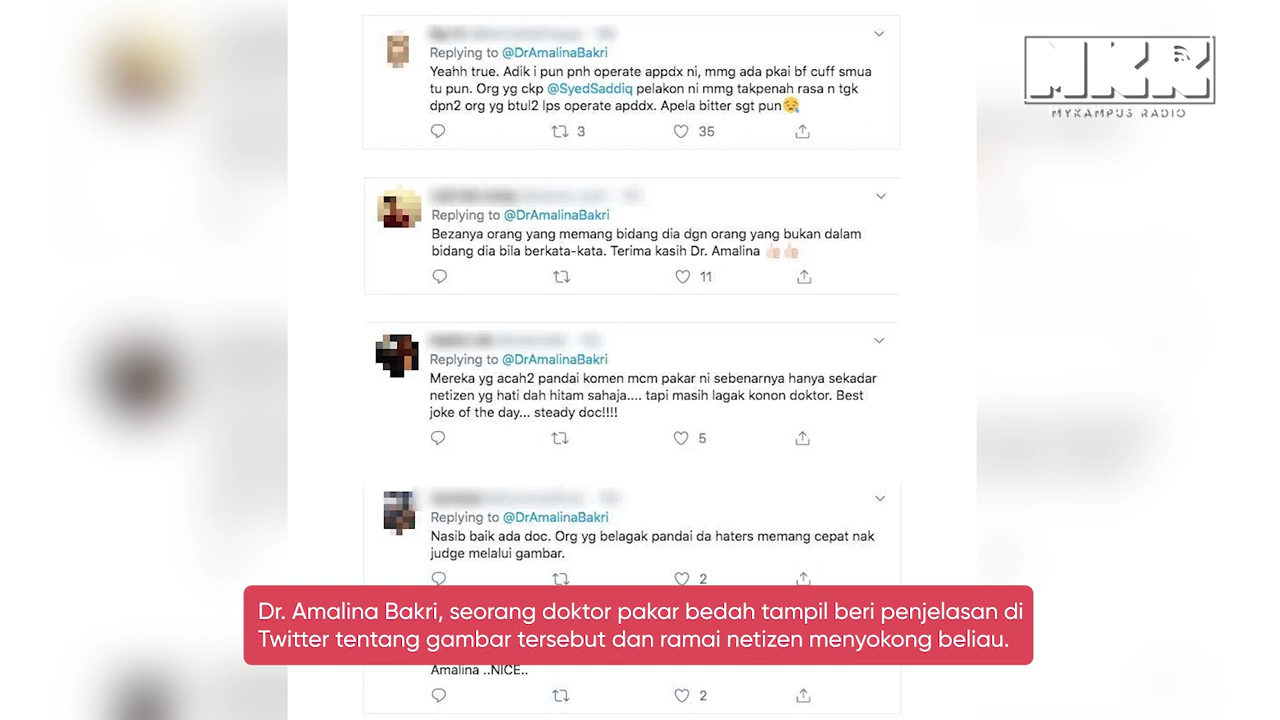 Replying to @DrAmalinaBakri
Yeahh true. Adik i pun pnh operate appdx ni, mmg ada pkai bf cuff smua
tu pun. Org yg ckp @SyedSaddiq pelakon ni mmg takpenah rasa n tgk
dpn2 org yg btul2 lps operate apddx. Apela bitter sgt pun😪
3 35
Replying to @DrAmalinaBakri
Bezanya orang yang memang bidang dia dgn orang yang bukan dalam
bidang dia bila berkata-kata. Terima kasih Dr. Amalina 👍🏻👍🏻
11
Replying to @DrAmalinaBakri
Mereka yg acah2 pandai komen mcm pakar ni sebenarnya hanya sekadar
netizen yg hati dah hitam sahaja.... tapi masih lagak konon doktor. Best
joke of the day... steady doc!!!!
5
Replying to @DrAmalinaBakri
Nasib baik ada doc. Org yg belagak pandai da haters memang cepat nak
judge melalui gambar.
2
Dr. Amalina Bakri, seorang doktor pakar bedah tampil beri penjelasan di
Twitter tentang gambar tersebut dan ramai netizen menyokong beliau.
Amalina ..NICE..
2
MKR
MYKAMPUS RADIO